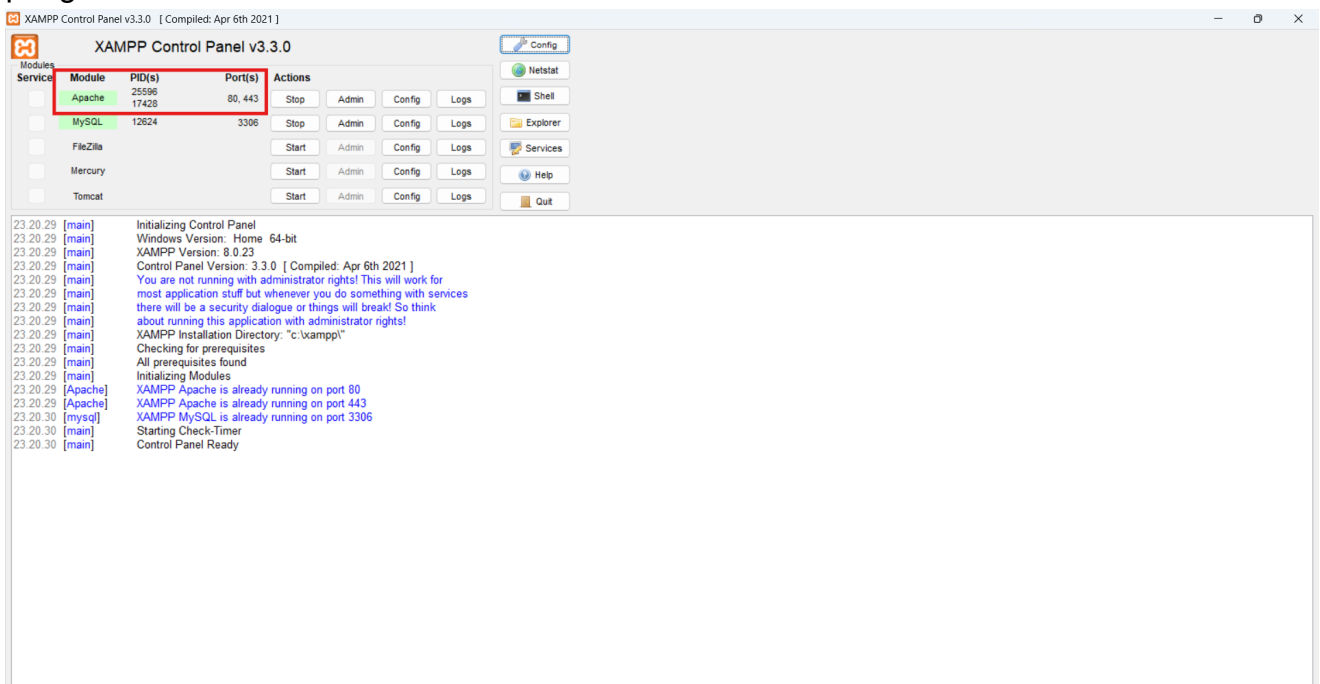 XAMPP Control Panel v3.3.0 [ Compiled: Apr 6th 2021 ]
XAMPP Control Panel v3.3.0
Config
Modules
Service Module PID(s) Port(s) Actions
Netstat
Apache 25596 17428 80, 443 Stop Admin Config Logs
Shell
MySQL 12624 3306 Stop Admin Config Logs
Explorer
FileZilla Start Admin Config Logs
Services
Mercury Start Admin Config Logs
Help
Tomcat Start Admin Config Logs
Quit
23.20.29 [main] Initializing Control Panel
23.20.29 [main] Windows Version: Home 64-bit
23.20.29 [main] XAMPP Version: 8.0.23
23.20.29 [main] Control Panel Version: 3.3.0 [ Compiled: Apr 6th 2021 ]
23.20.29 [main] You are not running with administrator rights! This will work for
23.20.29 [main] most application stuff but whenever you do something with services
23.20.29 [main] there will be a security dialogue or things will break! So think
23.20.29 [main] about running this application with administrator rights!
23.20.29 [main] XAMPP Installation Directory: "c:\xampp\"
23.20.29 [main] Checking for prerequisites
23.20.29 [main] All prerequisites found
23.20.29 [main] Initializing Modules
23.20.29 [Apache] XAMPP Apache is already running on port 80
23.20.29 [Apache] XAMPP Apache is already running on port 443
23.20.30 [mysql] XAMPP MySQL is already running on port 3306
23.20.30 [main] Starting Check-Timer
23.20.30 [main] Control Panel Ready